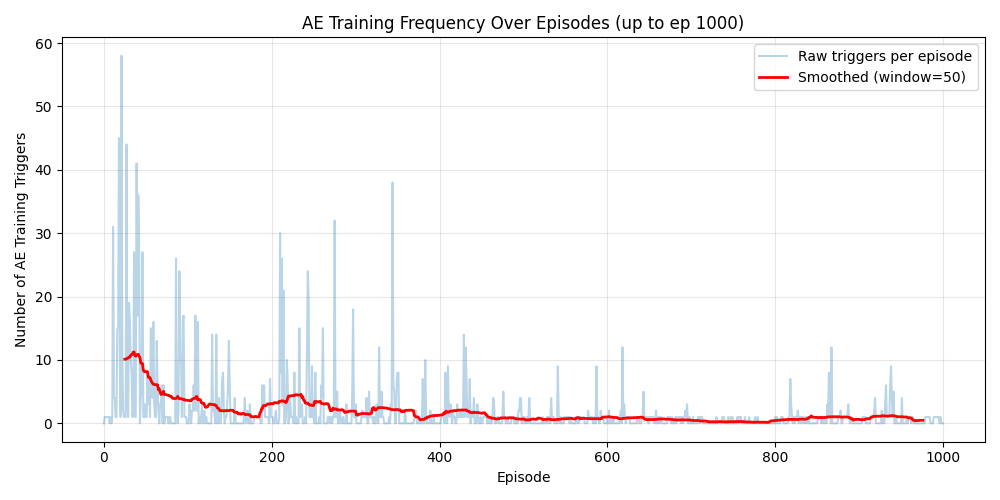 AE Training Frequency Over Episodes (up to ep 1000)
Raw triggers per episode
Smoothed (window=50)
Number of AE Training Triggers
60
50
40
30
20
10
0
0 200 400 600 800 1000
Episode